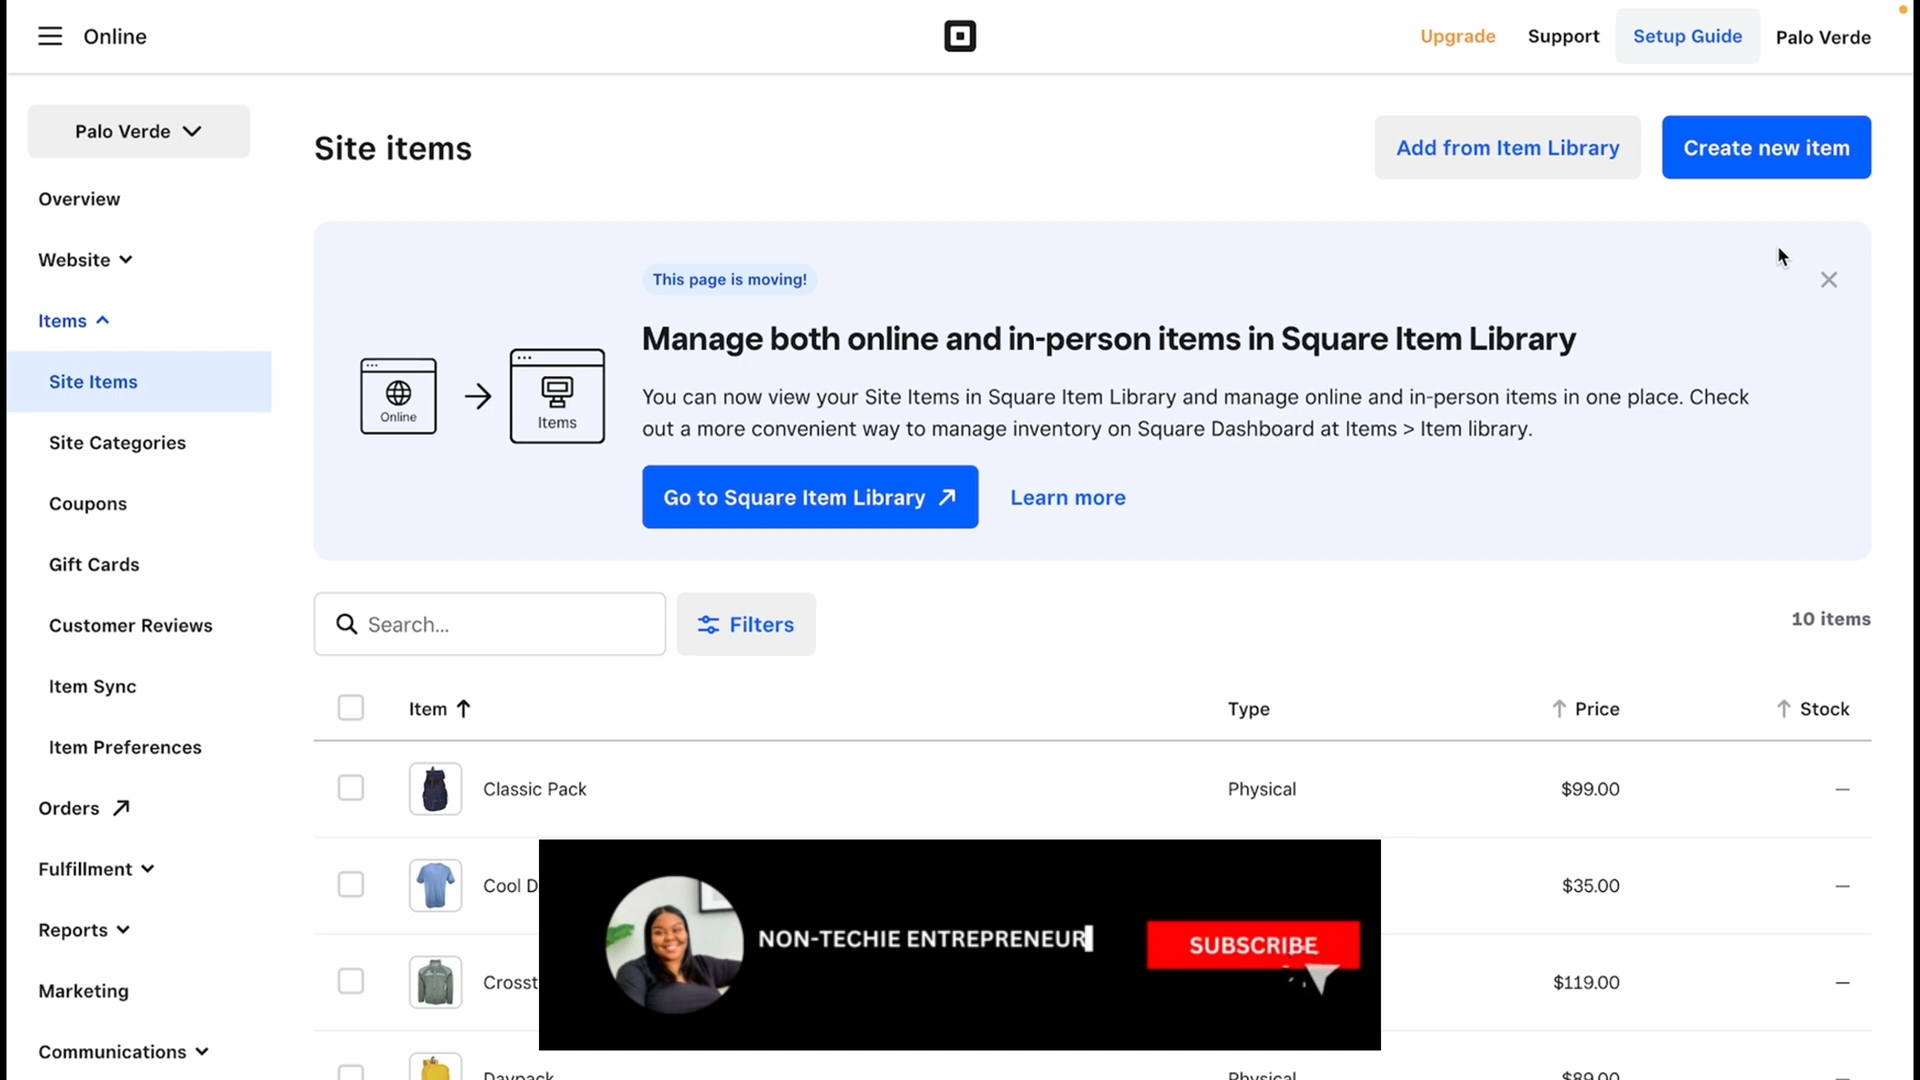 Online
Upgrade
Support
Setup Guide
Palo Verde
Palo Verde
Overview
Website
Items
Site Items
Site Categories
Coupons
Gift Cards
Customer Reviews
Item Sync
Item Preferences
Orders
Fulfillment
Reports
Marketing
Communications
Site items
Add from Item Library
Create new item
This page is moving!
Manage both online and in-person items in Square Item Library
You can now view your Site Items in Square Item Library and manage online and in-person items in one place. Check
out a more convenient way to manage inventory on Square Dashboard at Items > Item library.
Online
Items
Go to Square Item Library
Learn more
Search...
Filters
10 items
Item
Type
Price
Stock
Classic Pack
Physical
$99.00
—
Cool D
$35.00
—
Crosst
$119.00
—
Daypack
Physical
$89.00
NON-TECHIE ENTREPRENEUR
SUBSCRIBE